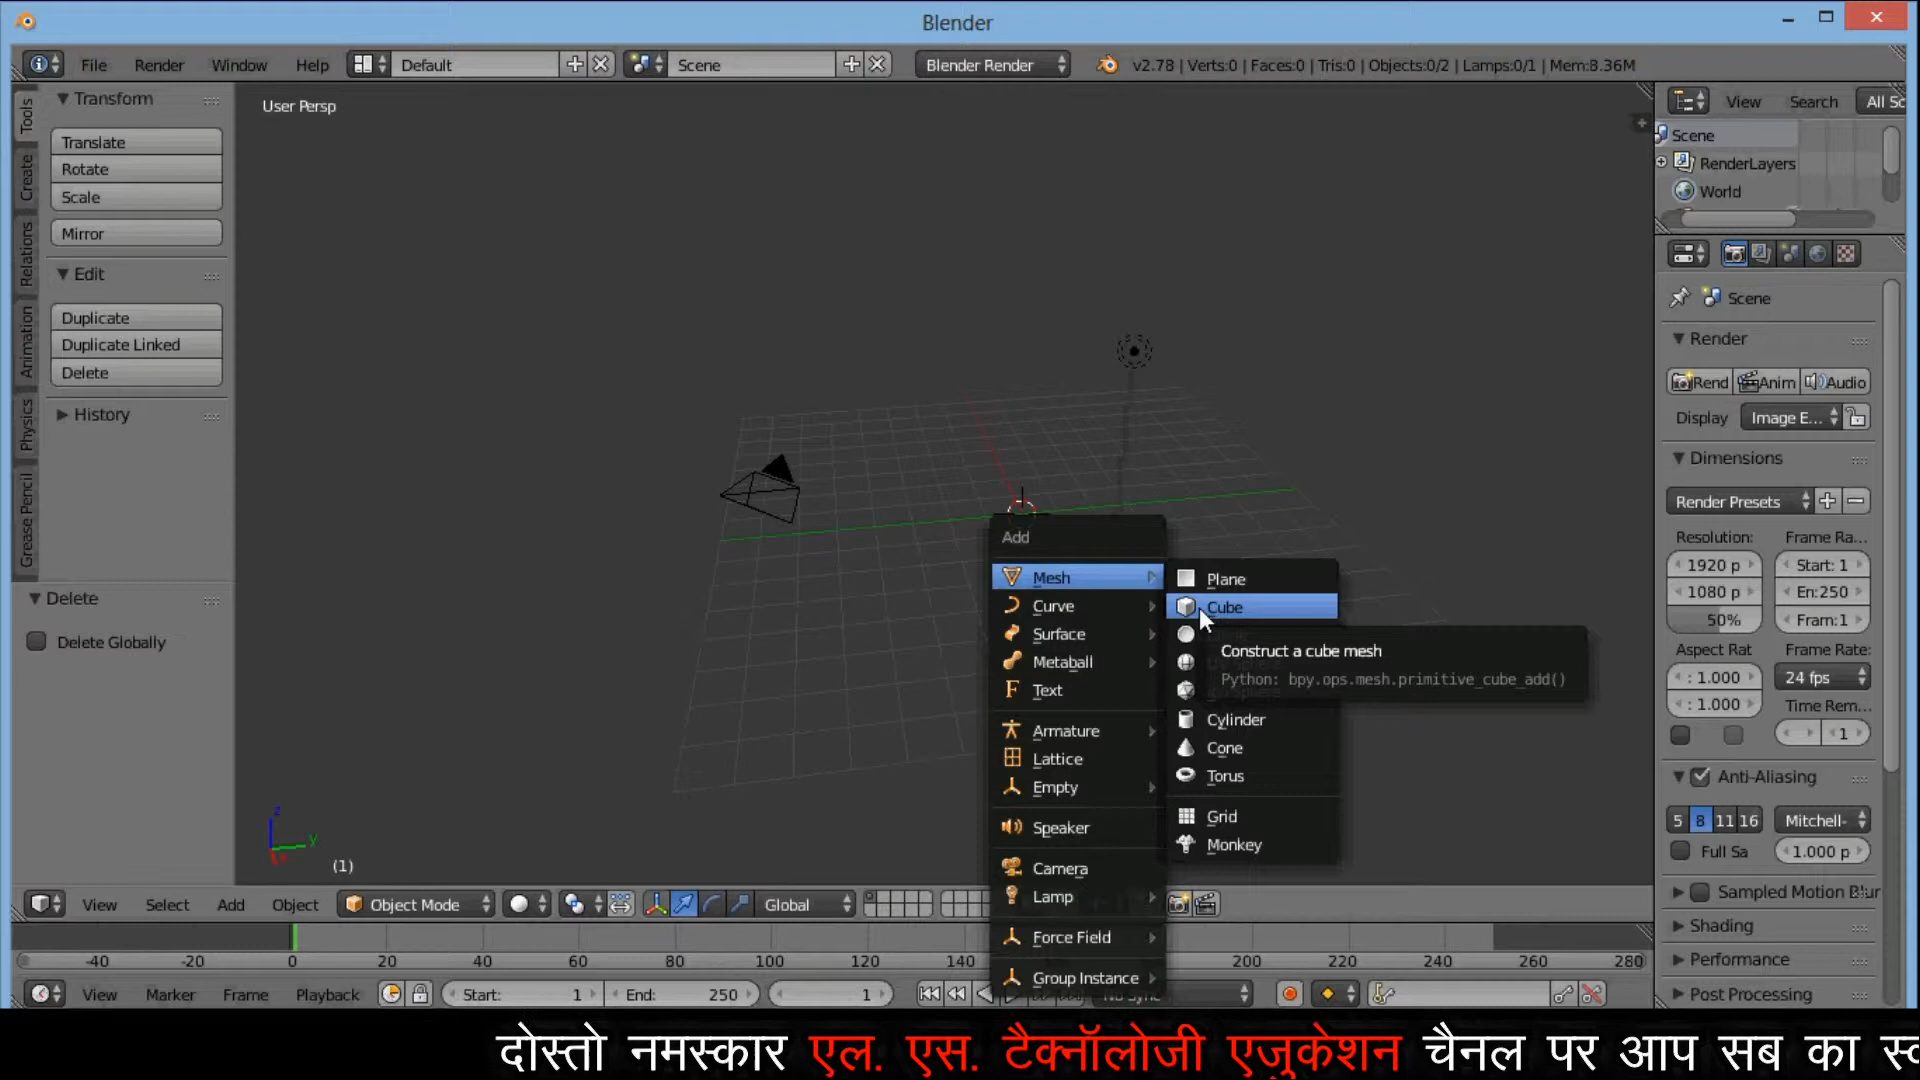 Blender
File Render Window Help Default Scene Blender Render v2.78 | Verts:0 | Faces:0 | Tris:0 | Objects:0/2 | Lamps:0/1 | Mem:8.36M
Tools
Create
Relations
Animation
Physics
Grease Pencil
Transform
Translate
Rotate
Scale
Mirror
Edit
Duplicate
Duplicate Linked
Delete
History
Delete
Delete Globally
User Persp
z
y
x
(1)
Add
Mesh
Curve
Surface
Metaball
Text
Armature
Lattice
Empty
Speaker
Camera
Lamp
Force Field
Group Instance
Plane
Cube
Construct a cube mesh
Python: bpy.ops.mesh.primitive_cube_add()
Cylinder
Cone
Torus
Grid
Monkey
View Search All Sc
Scene
RenderLayers
World
Scene
Render
Rend Anim Audio
Display Image E...
Dimensions
Render Presets
Resolution: Frame Ra...
1920 p Start: 1
1080 p En:250
50% Fram:1
Aspect Rat Frame Rate:
: 1.000 24 fps
: 1.000 Time Rem...
1
Anti-Aliasing
5 8 11 16 Mitchell-
Full Sa 1.000 p
Sampled Motion Blur
Shading
Performance
Post Processing
View Select Add Object Object Mode Global
-40 -20 0 20 40 60 80 100 120 140 200 220 240 260 280
View Marker Frame Playback Start: 1 End: 250 1 No Sync
दोस्तो नमस्कार एल. एस. टैक्नॉलोजी एजुकेशन चैनल पर आप सब का